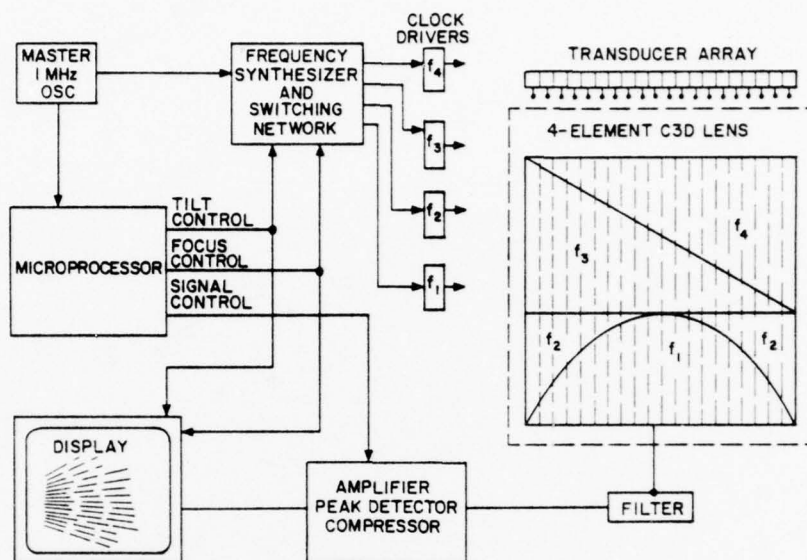 MASTER
1 MHz
OSC
FREQUENCY
SYNTHESIZER
AND
SWITCHING
NETWORK
CLOCK
DRIVERS
f4
f3
f2
f1
TRANSDUCER ARRAY
4-ELEMENT C3D LENS
f4
f3
f2
f1
f2
MICROPROCESSOR
TILT
CONTROL
FOCUS
CONTROL
SIGNAL
CONTROL
DISPLAY
AMPLIFIER
PEAK DETECTOR
COMPRESSOR
FILTER